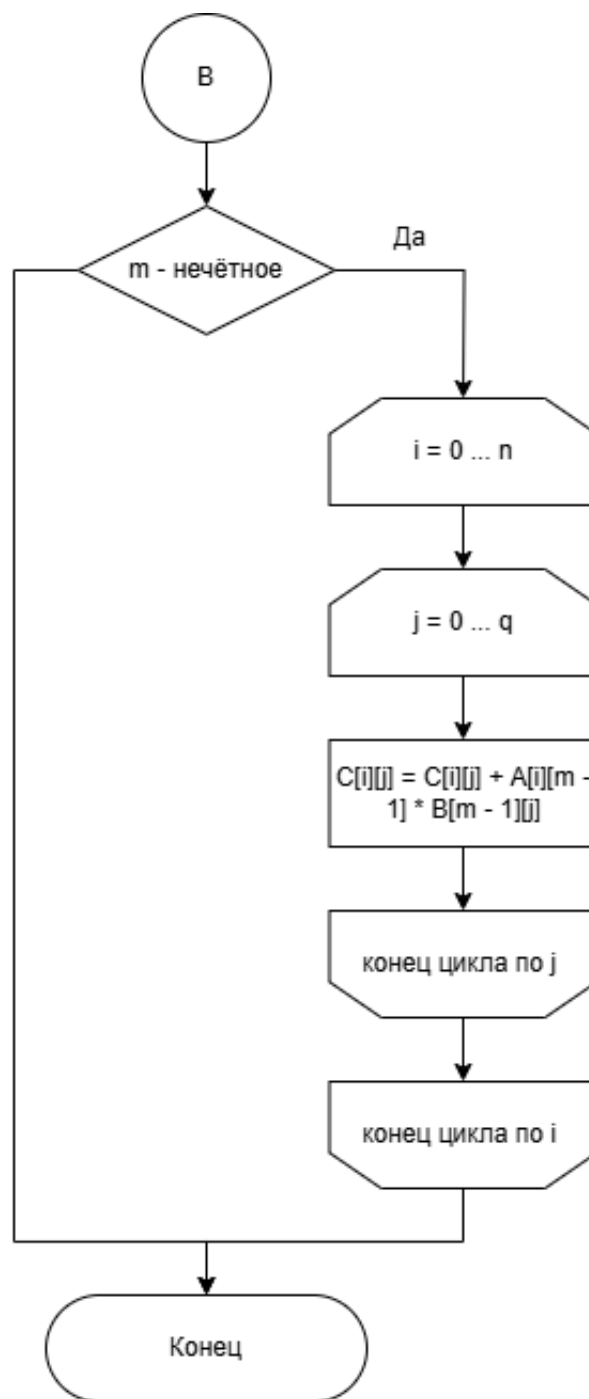 В
m - нечётное
Да
i = 0 ... n
j = 0 ... q
C[i][j] = C[i][j] + A[i][m -
1] * B[m - 1][j]
конец цикла по j
конец цикла по i
Конец